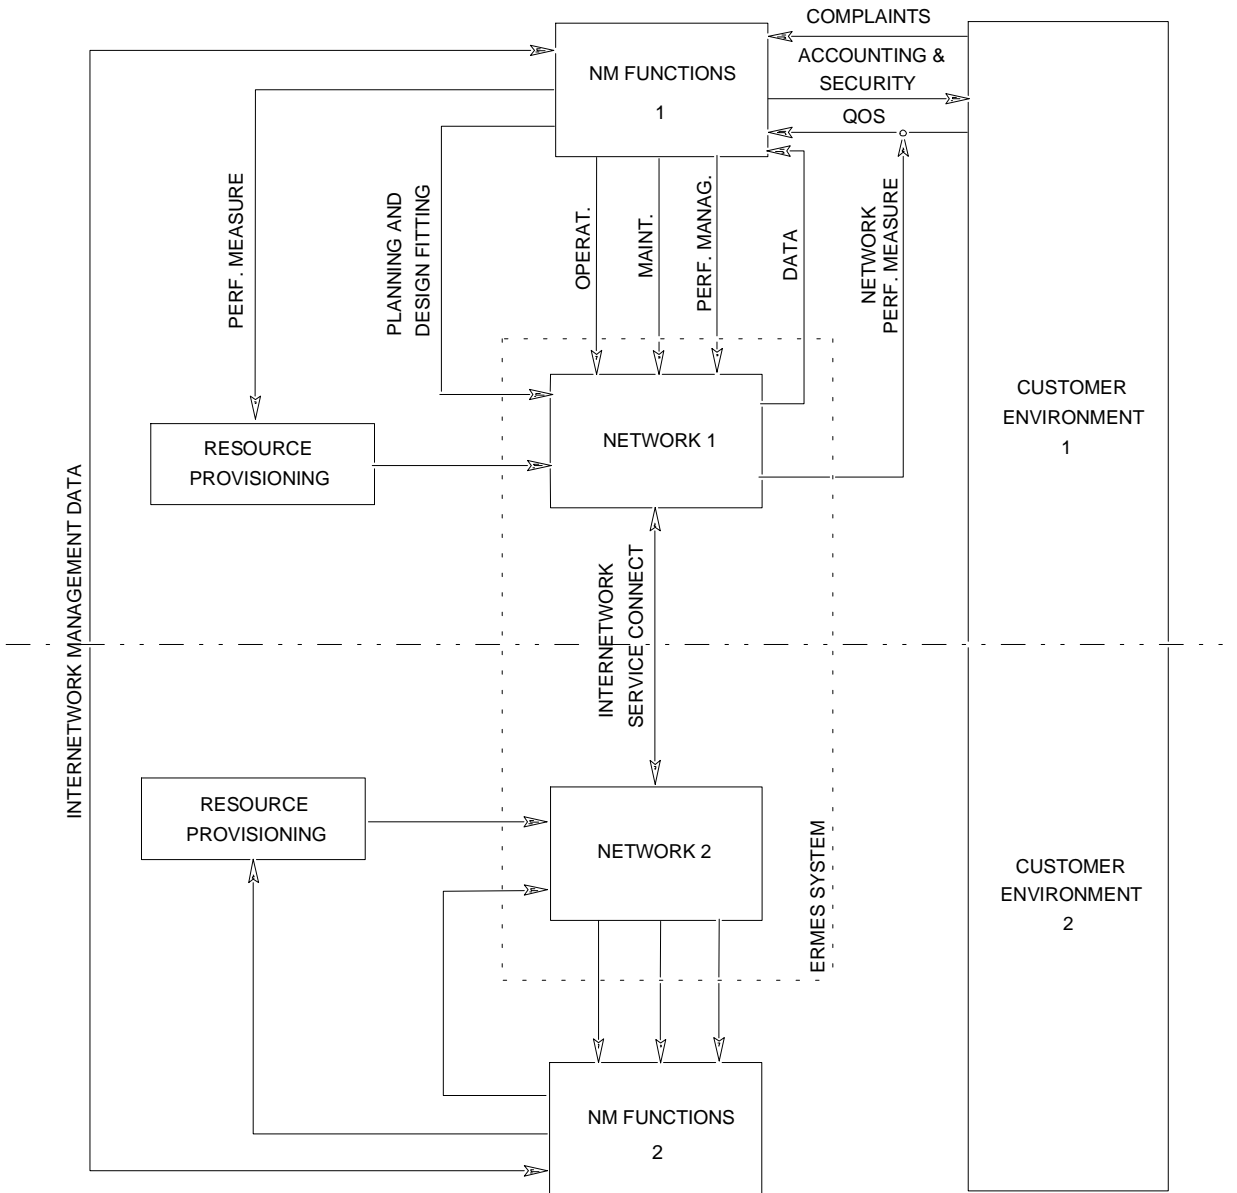 COMPLAINTS
NM FUNCTIONS
1
ACCOUNTING &
SECURITY
QOS
PERF. MEASURE
PLANNING AND
DESIGN FITTING
OPERAT.
MAINT.
PERF. MANAG.
DATA
NETWORK
PERF. MEASURE
CUSTOMER
ENVIRONMENT
1
RESOURCE
PROVISIONING
NETWORK 1
INTERNETWORK MANAGEMENT DATA
INTERNETWORK
SERVICE CONNECT
RESOURCE
PROVISIONING
NETWORK 2
ERMES SYSTEM
CUSTOMER
ENVIRONMENT
2
NM FUNCTIONS
2